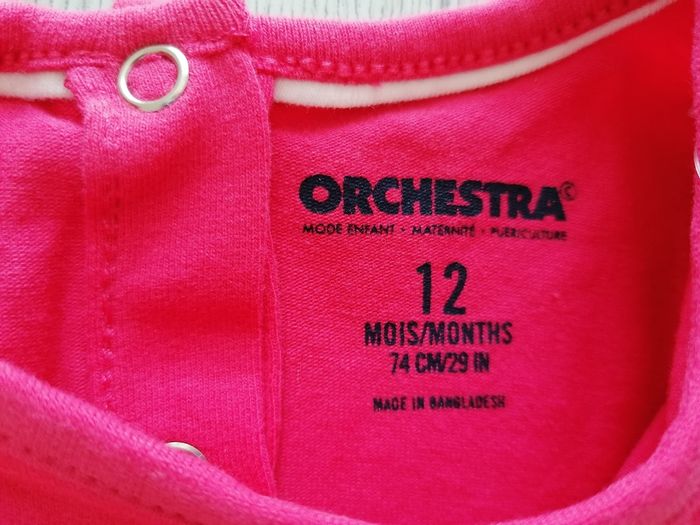 ORCHESTRA©
MODE ENFANT · MATERNITÉ · PUÉRICULTURE
12
MOIS/MONTHS
74 CM/29 IN
MADE IN BANGLADESH